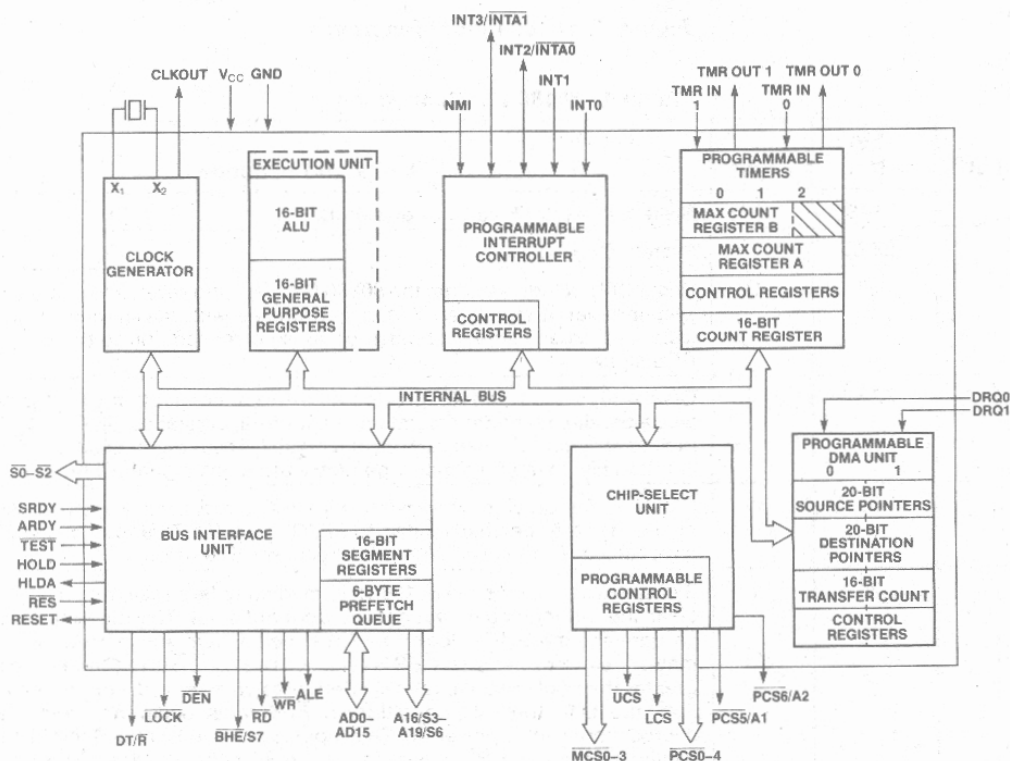 INT3/INTA1
INT2/INTA0
TMR OUT 1 TMR OUT 0
CLKOUT VCC GND
INT1
TMR IN
1
TMR IN
0
NMI
INT0
X1 X2
CLOCK
GENERATOR
EXECUTION UNIT
16-BIT
ALU
16-BIT
GENERAL
PURPOSE
REGISTERS
PROGRAMMABLE
INTERRUPT
CONTROLLER
CONTROL
REGISTERS
PROGRAMMABLE
TIMERS
0 1 2
MAX COUNT
REGISTER B
MAX COUNT
REGISTER A
CONTROL REGISTERS
16-BIT
COUNT REGISTER
INTERNAL BUS
DRQ0
DRQ1
S0–S2
SRDY
ARDY
TEST
HOLD
HLDA
RES
RESET
BUS INTERFACE
UNIT
16-BIT
SEGMENT
REGISTERS
6-BYTE
PREFETCH
QUEUE
CHIP-SELECT
UNIT
PROGRAMMABLE
CONTROL
REGISTERS
PROGRAMMABLE
DMA UNIT
0 1
20-BIT
SOURCE POINTERS
20-BIT
DESTINATION
POINTERS
16-BIT
TRANSFER COUNT
CONTROL
REGISTERS
DT/R
LOCK
DEN
BHE/S7
RD
WR
ALE
AD0–
AD15
A16/S3–
A19/S6
MCS0–3
UCS
LCS
PCS0–4
PCS5/A1
PCS6/A2